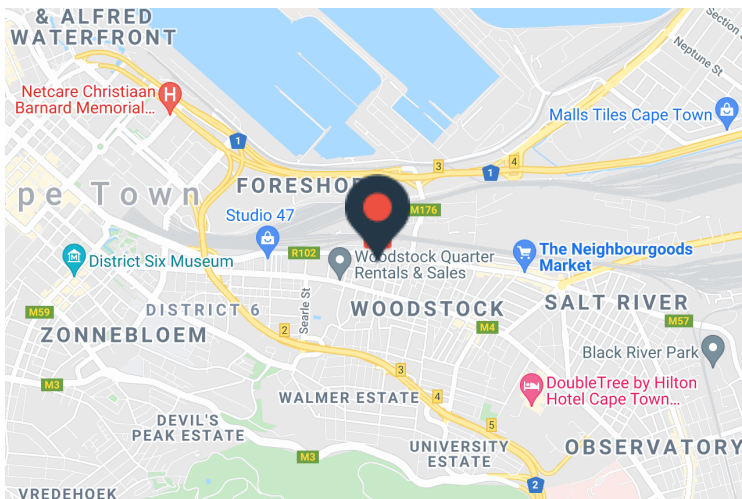 & ALFRED
WATERFRONT
Section S
Neptune St
Netcare Christiaan
Barnard Memorial...
H
Malls Tiles Cape Town
1
3
1
4
pe Town
FORESHOR
M176
Studio 47
R102
Woodstock Quarter
Rentals & Sales
The Neighbourgoods
Market
District Six Museum
DISTRICT 6
Searle St
WOODSTOCK
SALT RIVER
M59
ZONNEBLOEM
2
M4
M57
Black River Park
M3
3
DoubleTree by Hilton
Hotel Cape Town...
WALMER ESTATE
4
DEVIL'S
PEAK ESTATE
5
UNIVERSITY
ESTATE
OBSERVATORY
M3
2
VREDEHOEK